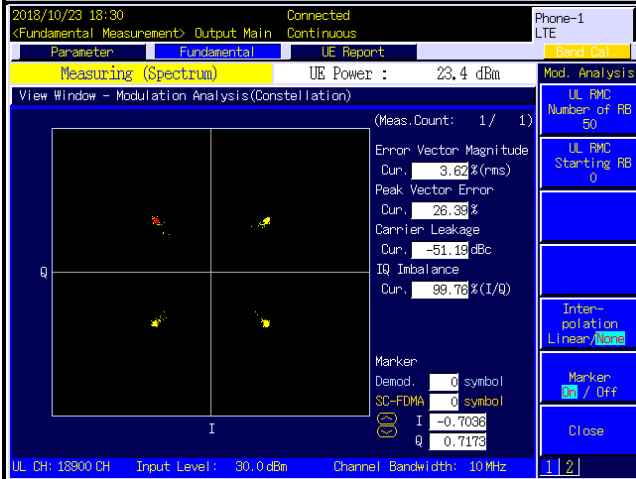 2018/10/23 18:30 Connected Phone-1
<Fundamental Measurement> Output Main Continuous LTE
Parameter Fundamental UE Report Band Cal.
Measuring (Spectrum) UE Power : 23.4 dBm Mod. Analysis
View Window - Modulation Analysis(Constellation)
UL RMC
Number of RB
50
(Meas.Count: 1/ 1)
Error Vector Magnitude
Cur. 3.62 %(rms)
Peak Vector Error
Cur. 26.39 %
Carrier Leakage
Cur. -51.19 dBc
IQ Imbalance
Cur. 99.76 %(I/Q)
UL RMC
Starting RB
0
Q
I
Marker
Demod. 0 symbol
SC-FDMA 0 symbol
I -0.7036
Q 0.7173
Inter-
polation
Linear/None
Marker
On / Off
Close
UL CH: 18900 CH Input Level: 30.0 dBm Channel Bandwidth: 10 MHz 1 2